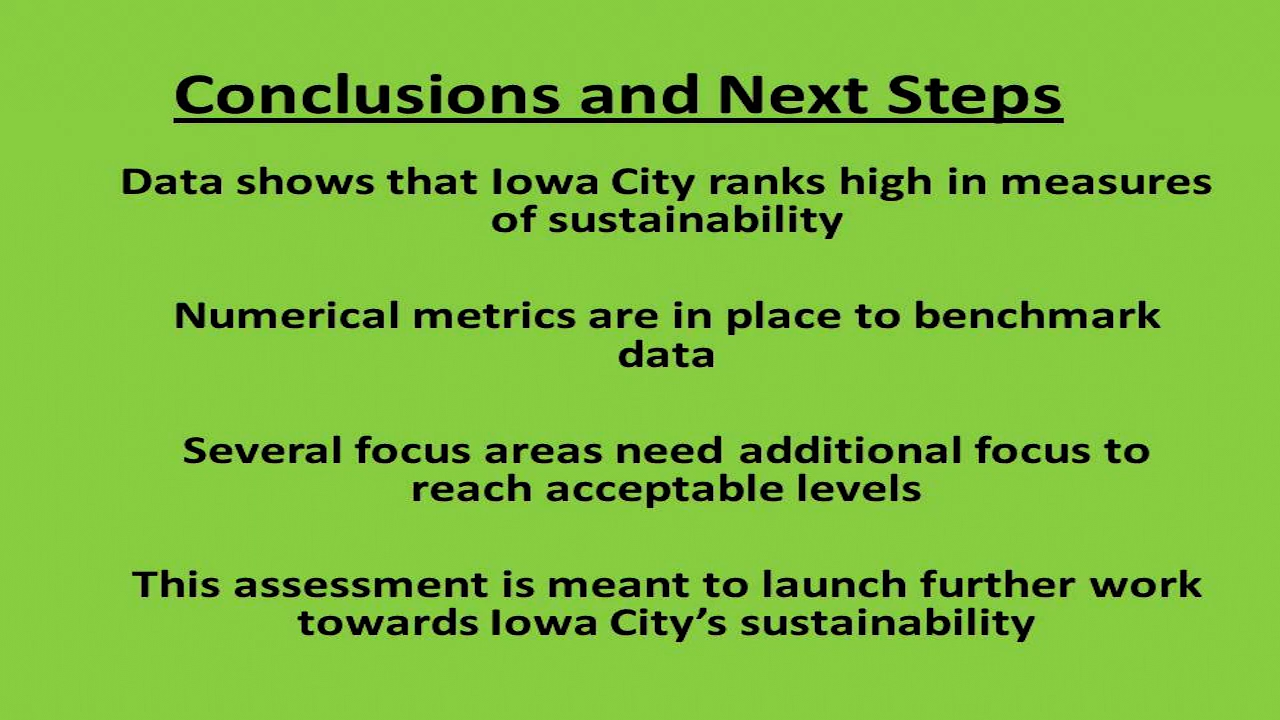 Conclusions and Next Steps
Data shows that Iowa City ranks high in measures
of sustainability
Numerical metrics are in place to benchmark
data
Several focus areas need additional focus to
reach acceptable levels
This assessment is meant to launch further work
towards Iowa City’s sustainability